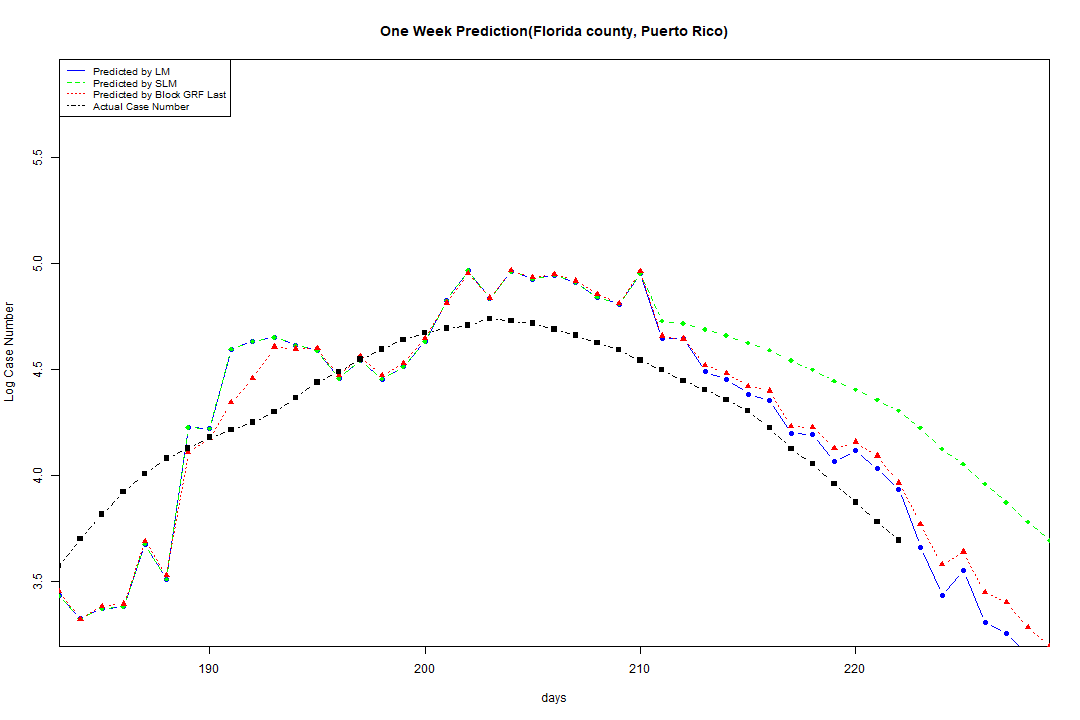 One Week Prediction(Florida county, Puerto Rico)
Predicted by LM
Predicted by SLM
Predicted by Block GRF Last
Actual Case Number
5.5
5.0
4.5
4.0
3.5
Log Case Number
190
200
210
220
days